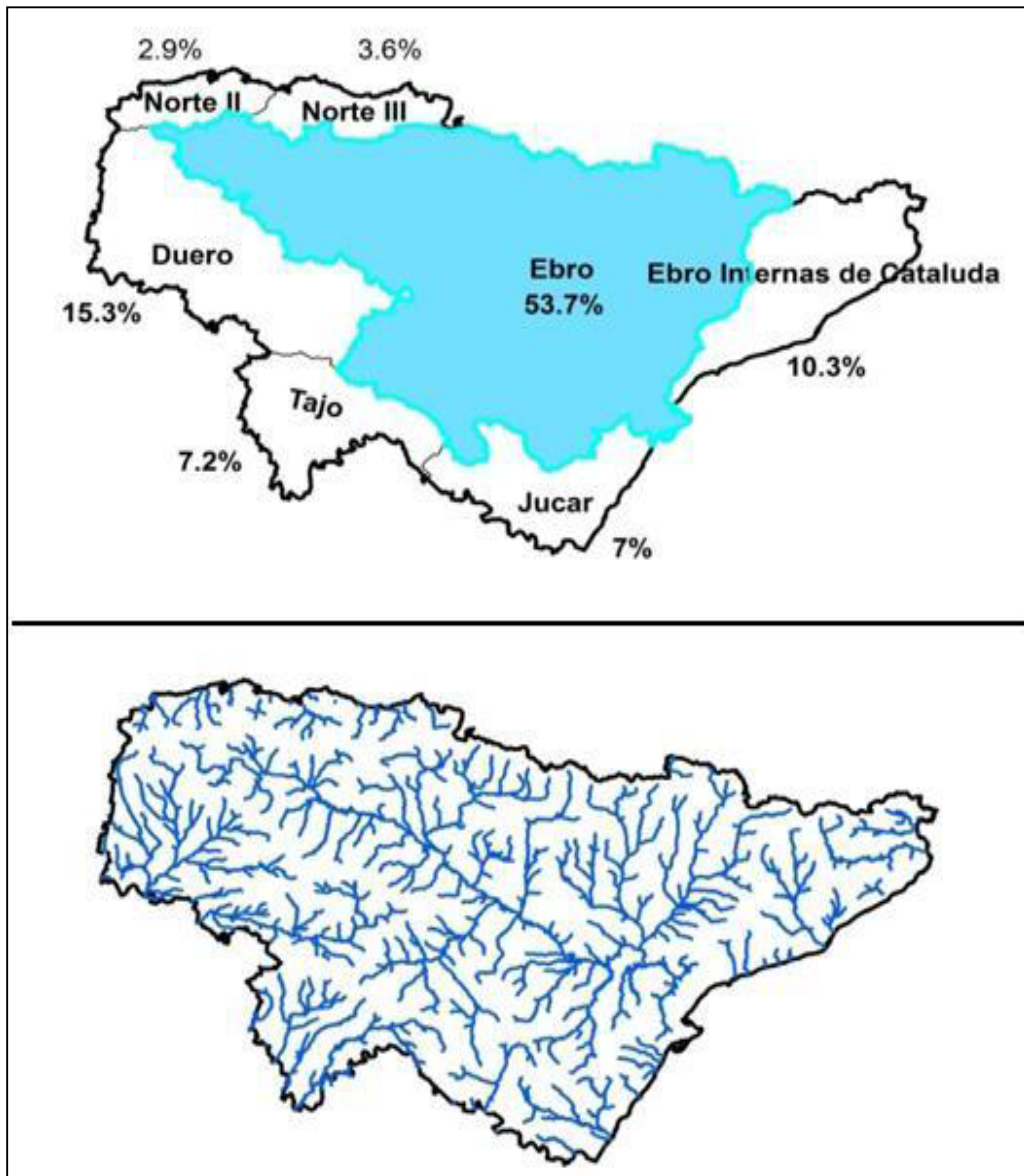 2.9%
3.6%
Norte II
Norte III
Duero
15.3%
Ebro
53.7%
Ebro Internas de Cataluda
10.3%
Tajo
7.2%
Jucar
7%